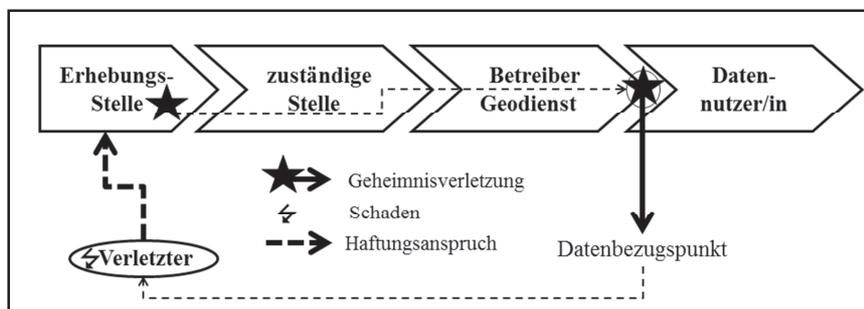 Erhebungs-
Stelle
zuständige
Stelle
Betreiber
Geodienst
Daten-
nutzer/in
Geheimnisverletzung
Schaden
Haftungsanspruch
Verletzter
Datenbezugspunkt